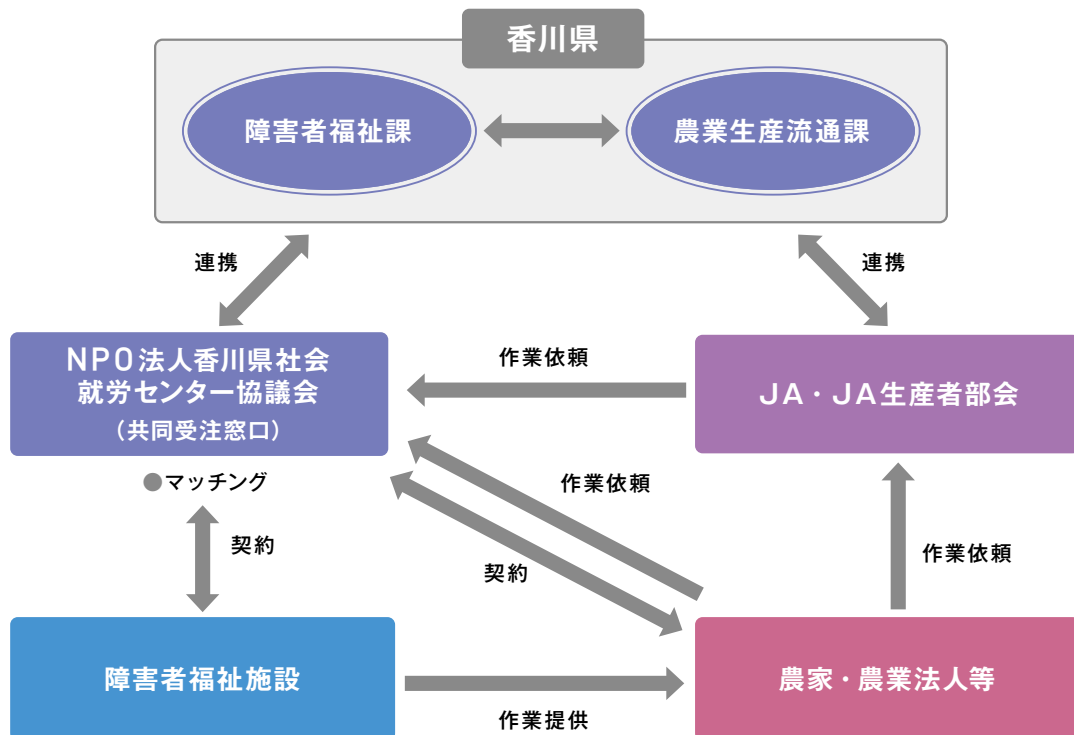 香川県
障害者福祉課
農業生産流通課
連携
連携
NPO法人香川県社会
就労センター協議会
（共同受注窓口）
作業依頼
JA・JA生産者部会
●マッチング
作業依頼
契約
契約
作業依頼
障害者福祉施設
農家・農業法人等
作業提供